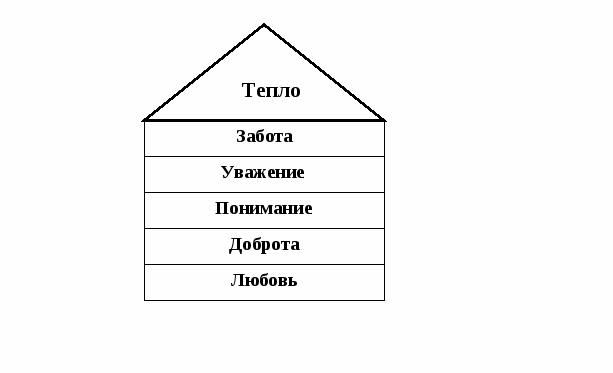 Тепло
Забота
Уважение
Понимание
Доброта
Любовь